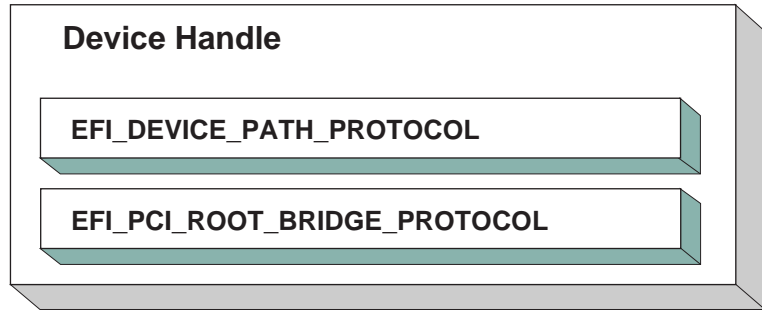 Device Handle
EFI_DEVICE_PATH_PROTOCOL
EFI_PCI_ROOT_BRIDGE_PROTOCOL